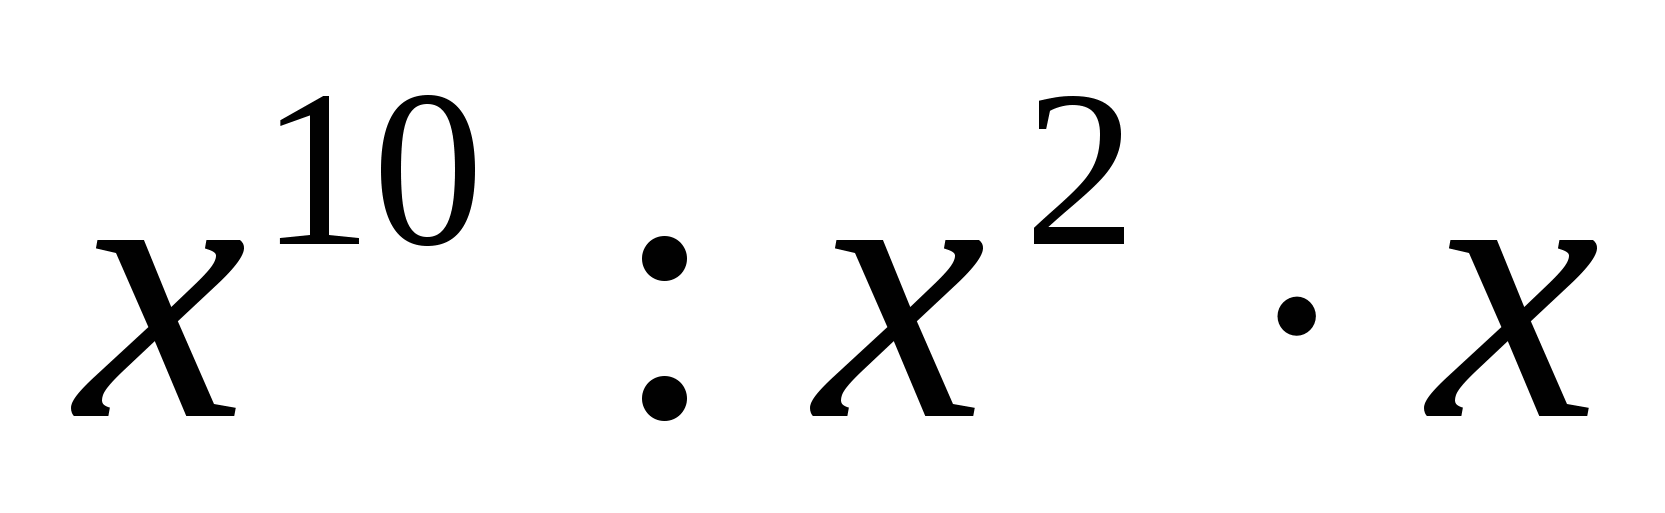 x¹⁰ : x² · x